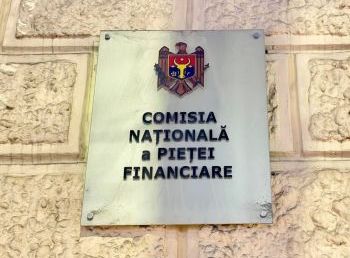 COMISIA
NAȚIONALĂ
a PIEȚEI
FINANCIARE